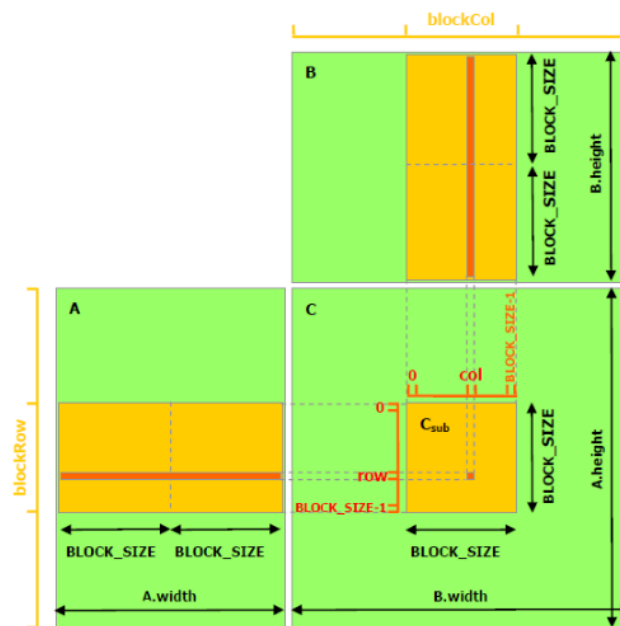 blockCol
B
BLOCK_SIZE
BLOCK_SIZE
B.height
A
C
BLOCK_SIZE-1
0
col
0
Csub
blockRow
row
BLOCK_SIZE-1
BLOCK_SIZE
A.height
BLOCK_SIZE
BLOCK_SIZE
BLOCK_SIZE
A.width
B.width